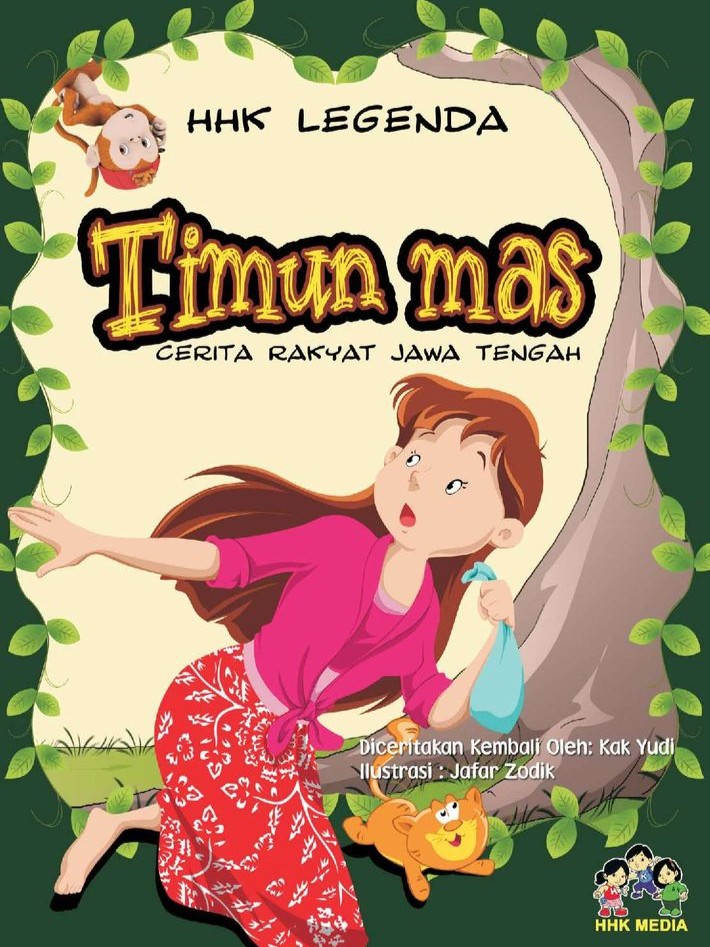 HHK LEGENDA
Timun mas
CERITA RAKYAT JAWA TENGAH
Diceritakan Kembali Oleh: Kak Yudi
Ilustrasi : Jafar Zodik
HHK MEDIA